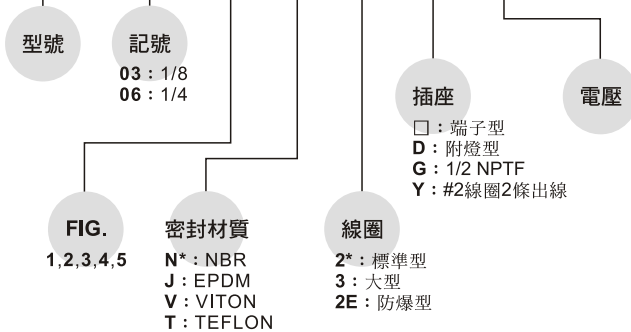 型號
記號
03：1/8
06：1/4
插座
□：端子型
D：附燈型
G：1/2 NPTF
Y：#2線圈2條出線
電壓
FIG.
1,2,3,4,5
密封材質
N*：NBR
J：EPDM
V：VITON
T：TEFLON
線圈
2*：標準型
3：大型
2E：防爆型